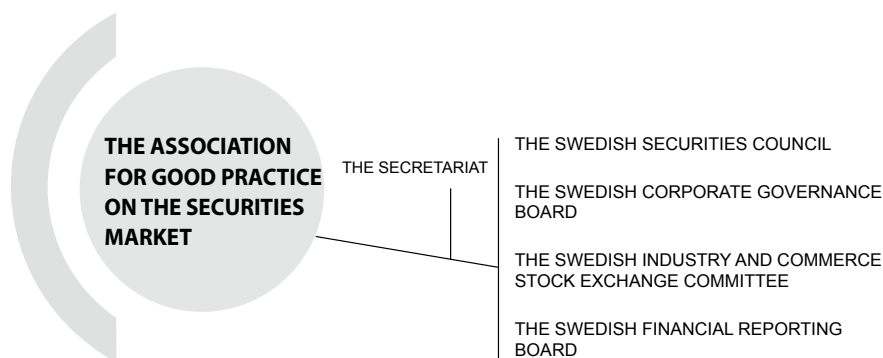 THE ASSOCIATION
FOR GOOD PRACTICE
ON THE SECURITIES
MARKET
THE SECRETARIAT
THE SWEDISH SECURITIES COUNCIL
THE SWEDISH CORPORATE GOVERNANCE
BOARD
THE SWEDISH INDUSTRY AND COMMERCE
STOCK EXCHANGE COMMITTEE
THE SWEDISH FINANCIAL REPORTING
BOARD